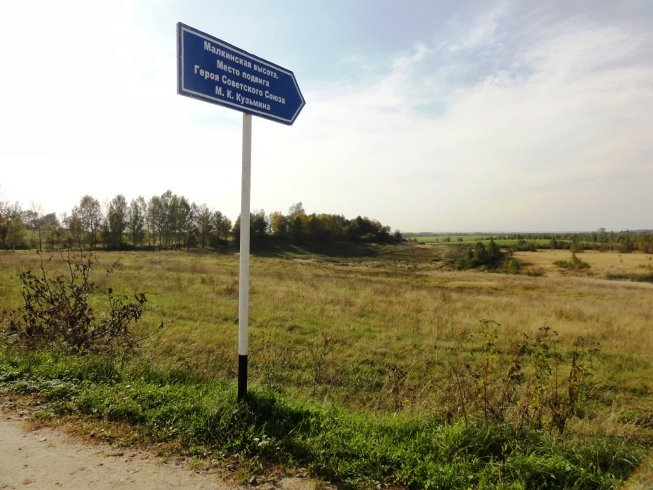 Малкинская высота.
Место подвига
Героя Советского Союза
М. К. Кузьмина